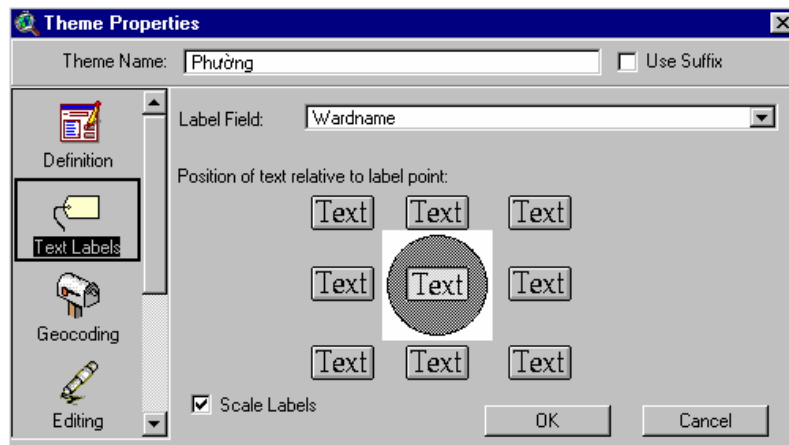 Theme Properties
Theme Name: Phường Use Suffix
Definition
Text Labels
Geocoding
Editing
Label Field: Wardname
Position of text relative to label point:
Text Text Text
Text Text Text
Text Text Text
Scale Labels
OK Cancel